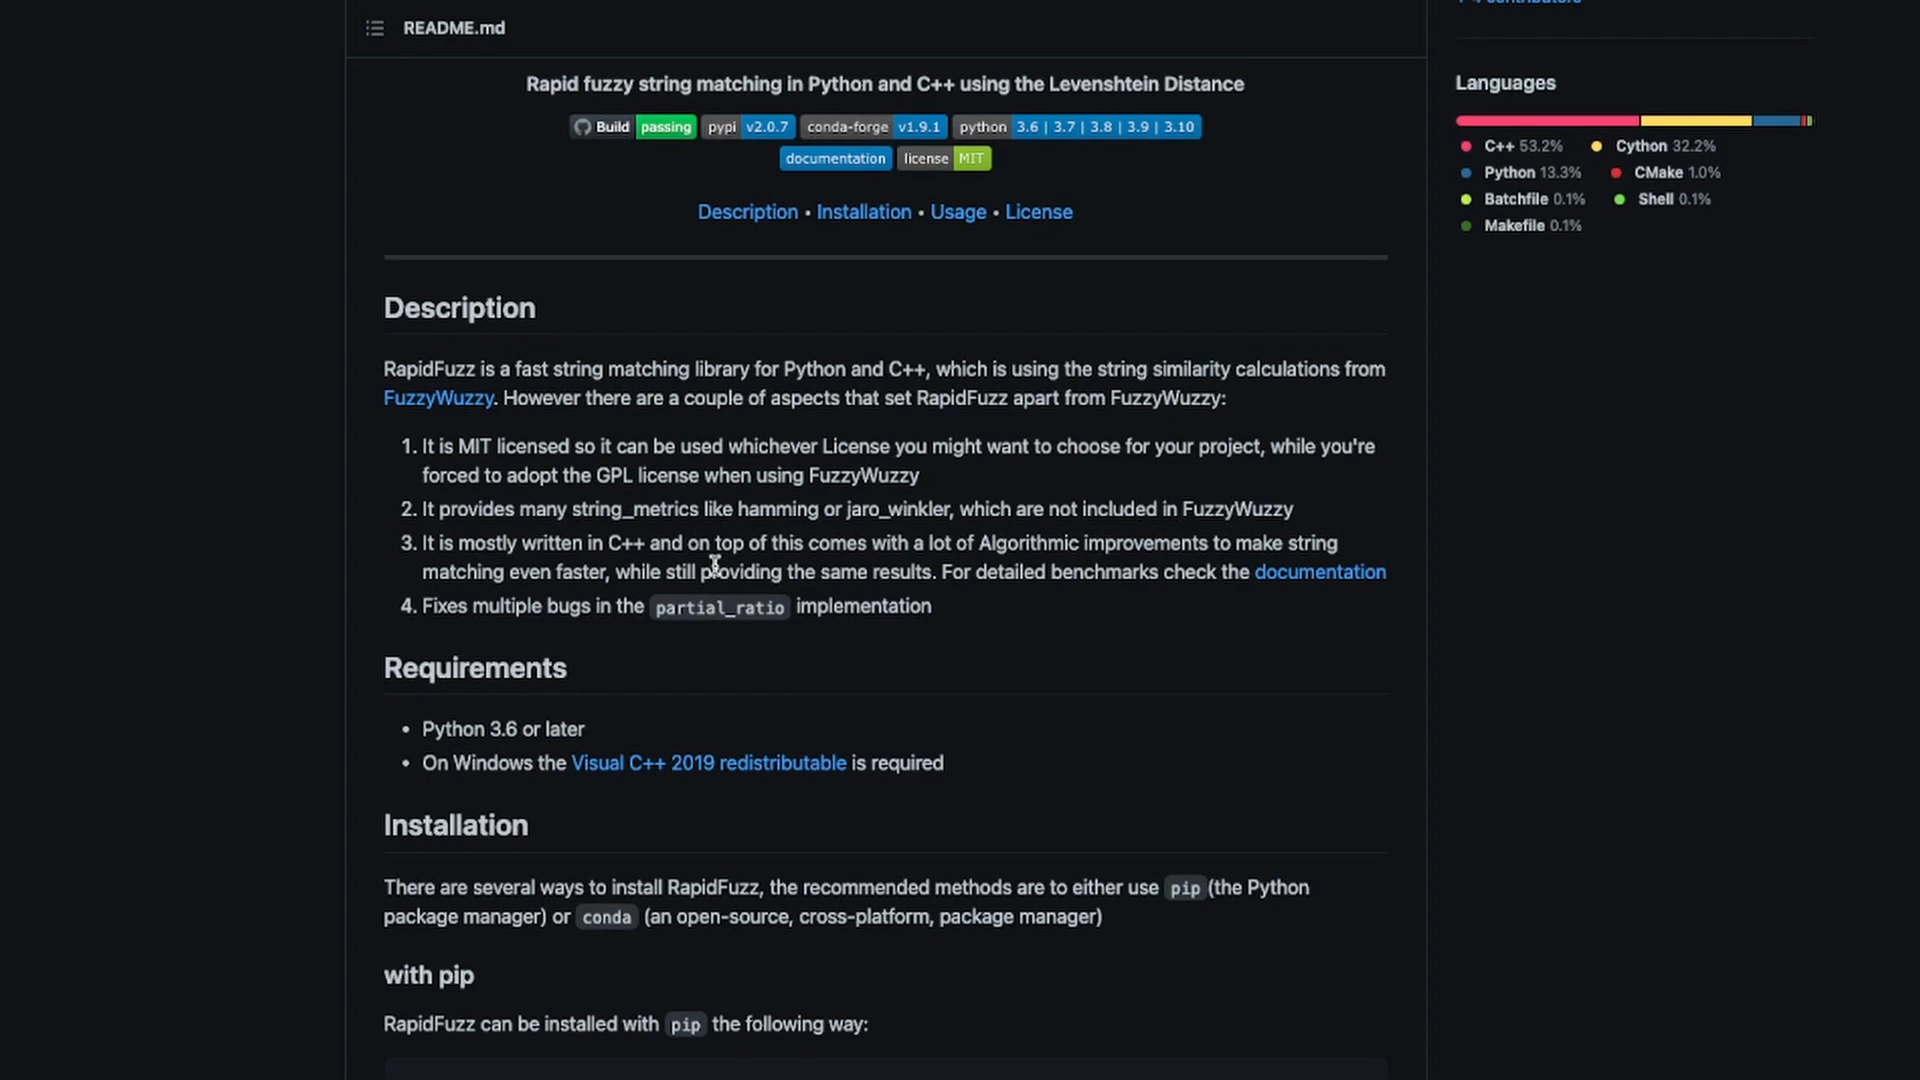 README.md
Rapid fuzzy string matching in Python and C++ using the Levenshtein Distance
Build passing pypi v2.0.7 conda-forge v1.9.1 python 3.6 | 3.7 | 3.8 | 3.9 | 3.10
documentation license MIT
Description • Installation • Usage • License
Description
RapidFuzz is a fast string matching library for Python and C++, which is using the string similarity calculations from
FuzzyWuzzy. However there are a couple of aspects that set RapidFuzz apart from FuzzyWuzzy:
1. It is MIT licensed so it can be used whichever License you might want to choose for your project, while you're
forced to adopt the GPL license when using FuzzyWuzzy
2. It provides many string_metrics like hamming or jaro_winkler, which are not included in FuzzyWuzzy
3. It is mostly written in C++ and on top of this comes with a lot of Algorithmic improvements to make string
matching even faster, while still providing the same results. For detailed benchmarks check the documentation
4. Fixes multiple bugs in the partial_ratio implementation
Requirements
• Python 3.6 or later
• On Windows the Visual C++ 2019 redistributable is required
Installation
There are several ways to install RapidFuzz, the recommended methods are to either use pip (the Python
package manager) or conda (an open-source, cross-platform, package manager)
with pip
RapidFuzz can be installed with pip the following way:
Languages
C++ 53.2% Cython 32.2%
Python 13.3% CMake 1.0%
Batchfile 0.1% Shell 0.1%
Makefile 0.1%